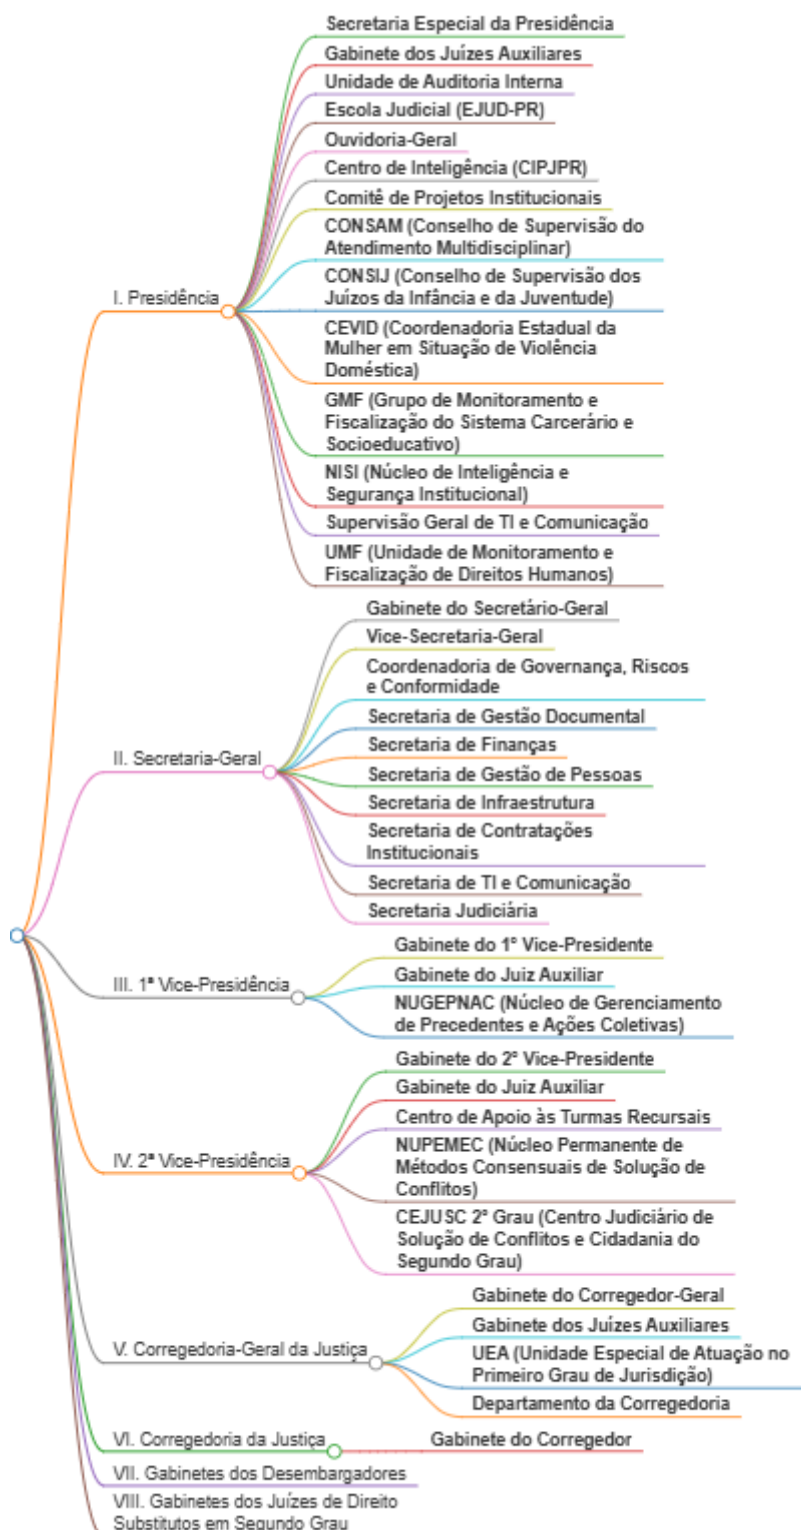 Secretaria Especial da Presidência
Gabinete dos Juízes Auxiliares
Unidade de Auditoria Interna
Escola Judicial (EJUD-PR)
Ouvidoria-Geral
Centro de Inteligência (CIPJPR)
Comitê de Projetos Institucionais
CONSAM (Conselho de Supervisão do
Atendimento Multidisciplinar)
CONSIJ (Conselho de Supervisão dos
Juízos da Infância e da Juventude)
I. Presidência
CEVID (Coordenadoria Estadual da
Mulher em Situação de Violência
Doméstica)
GMF (Grupo de Monitoramento e
Fiscalização do Sistema Carcerário e
Socioeducativo)
NISI (Núcleo de Inteligência e
Segurança Institucional)
Supervisão Geral de TI e Comunicação
UMF (Unidade de Monitoramento e
Fiscalização de Direitos Humanos)
Gabinete do Secretário-Geral
Vice-Secretaria-Geral
Coordenadoria de Governança, Riscos
e Conformidade
Secretaria de Gestão Documental
Secretaria de Finanças
II. Secretaria-Geral
Secretaria de Gestão de Pessoas
Secretaria de Infraestrutura
Secretaria de Contratações
Institucionais
Secretaria de TI e Comunicação
Secretaria Judiciária
Gabinete do 1º Vice-Presidente
Gabinete do Juiz Auxiliar
III. 1ª Vice-Presidência
NUGEPNAC (Núcleo de Gerenciamento
de Precedentes e Ações Coletivas)
Gabinete do 2º Vice-Presidente
Gabinete do Juiz Auxiliar
Centro de Apoio às Turmas Recursais
IV. 2ª Vice-Presidência
NUPEMEC (Núcleo Permanente de
Métodos Consensuais de Solução de
Conflitos)
CEJUSC 2º Grau (Centro Judiciário de
Solução de Conflitos e Cidadania do
Segundo Grau)
Gabinete do Corregedor-Geral
Gabinete dos Juízes Auxiliares
V. Corregedoria-Geral da Justiça
UEA (Unidade Especial de Atuação no
Primeiro Grau de Jurisdição)
Departamento da Corregedoria
VI. Corregedoria da Justiça
Gabinete do Corregedor
VII. Gabinetes dos Desembargadores
VIII. Gabinetes dos Juízes de Direito
Substitutos em Segundo Grau